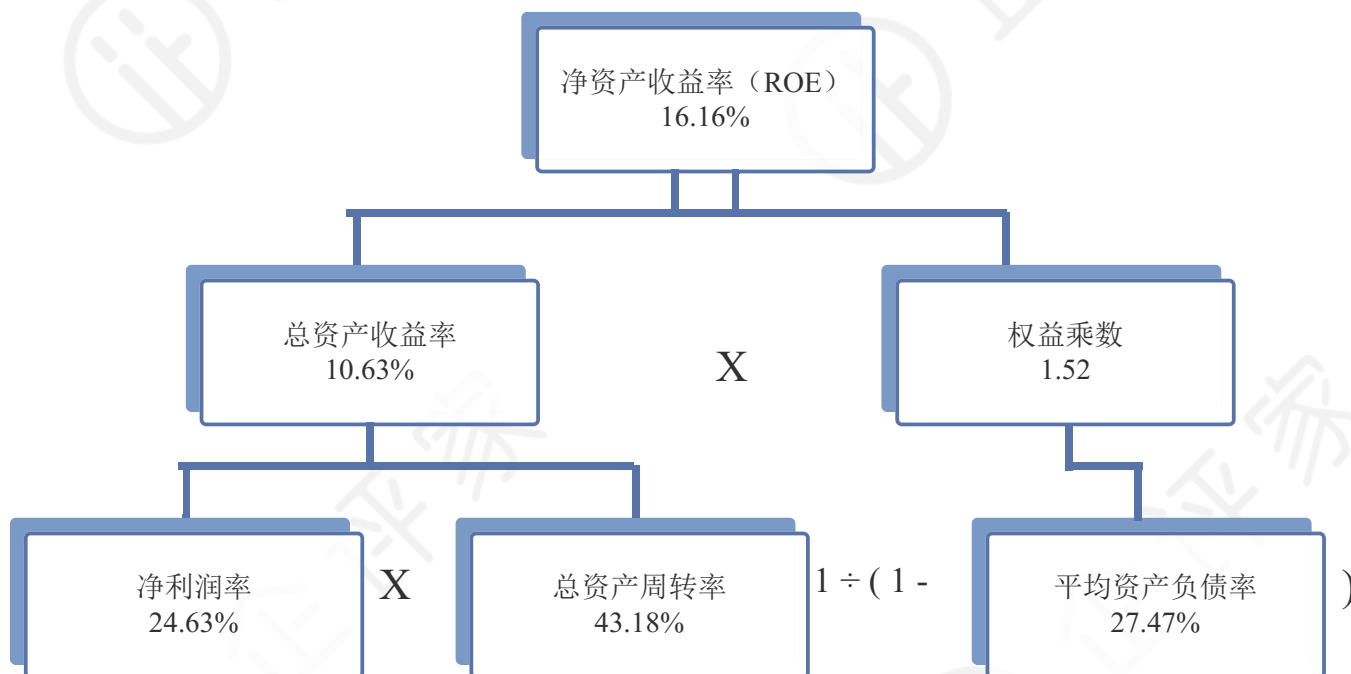 净资产收益率（ROE）
16.16%
总资产收益率
10.63%
X
权益乘数
1.52
净利润率
24.63%
X
总资产周转率
43.18%
1 ÷ ( 1 -
平均资产负债率
27.47%
)